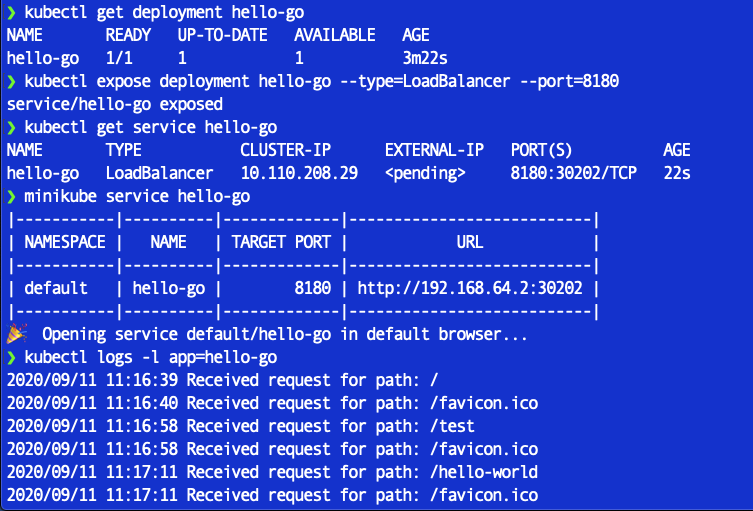 ❯ kubectl get deployment hello-go
NAME       READY   UP-TO-DATE   AVAILABLE   AGE
hello-go   1/1     1            1           3m22s
❯ kubectl expose deployment hello-go --type=LoadBalancer --port=8180
service/hello-go exposed
❯ kubectl get service hello-go
NAME       TYPE           CLUSTER-IP      EXTERNAL-IP   PORT(S)          AGE
hello-go   LoadBalancer   10.110.208.29   <pending>     8180:30202/TCP   22s
❯ minikube service hello-go
|-----------|----------|-------------|---------------------------|
| NAMESPACE |   NAME   | TARGET PORT |            URL            |
|-----------|----------|-------------|---------------------------|
| default   | hello-go |        8180 | http://192.168.64.2:30202 |
|-----------|----------|-------------|---------------------------|
🎉  Opening service default/hello-go in default browser...
❯ kubectl logs -l app=hello-go
2020/09/11 11:16:39 Received request for path: /
2020/09/11 11:16:40 Received request for path: /favicon.ico
2020/09/11 11:16:58 Received request for path: /test
2020/09/11 11:16:58 Received request for path: /favicon.ico
2020/09/11 11:17:11 Received request for path: /hello-world
2020/09/11 11:17:11 Received request for path: /favicon.ico